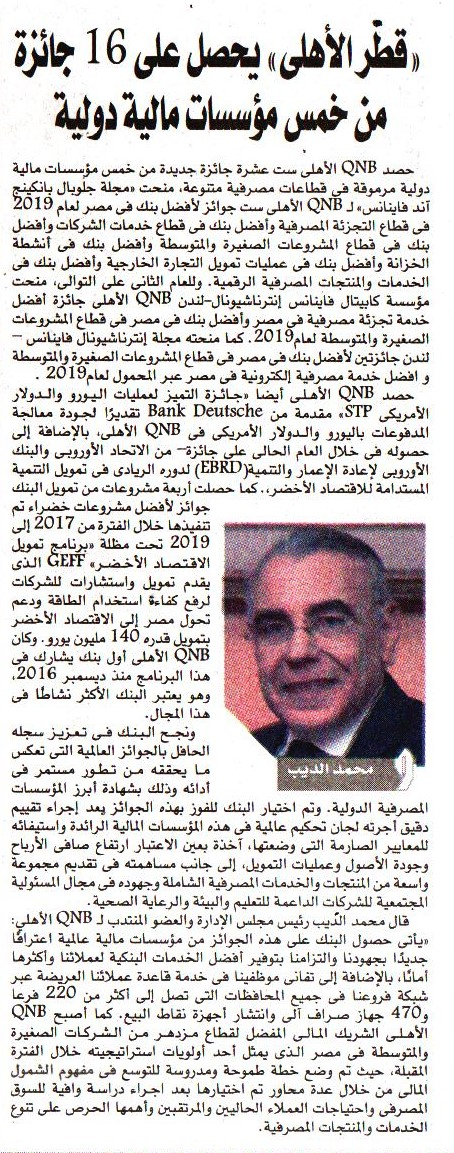 «قطّر الأهلى» يحصل على 16 جائزة
من خمس مؤسسات مالية دولية
حصد QNB الأهلى ست عشرة جائزة جديدة من خمس مؤسسات مالية
دولية مرموقة فى قطاعات مصرفية متنوعة، منحت «مجلة جلوبال بانكينج
آند فاينانس» لـ QNB الأهلى ست جوائز لأفضل بنك فى مصر لعام 2019
فى قطاع التجزئة المصرفية وأفضل بنك فى قطاع خدمات الشركات وأفضل
بنك فى قطاع المشروعات الصغيرة والمتوسطة وأفضل بنك فى أنشطة
الخزانة وأفضل بنك فى عمليات تمويل التجارة الخارجية وأفضل بنك فى
الخدمات والمنتجات المصرفية الرقمية. وللعام الثانى على التوالى، منحت
مؤسسة كابيتال فاينانس إنترناشيونال-لندن QNB الأهلى جائزة أفضل
خدمة تجزئة مصرفية في مصر وأفضل بنك فى مصر فى قطاع المشروعات
الصغيرة والمتوسطة لعام2019. كما منحته مجلة إنترناشيونال فاينانس –
لندن جائزتين لأفضل بنك فى مصر فى قطاع المشروعات الصغيرة والمتوسطة
و افضل خدمة مصرفية إلكترونية فى مصر عبر المحمول لعام2019 .
حصد QNB الأهلى أيضا «جائزة التميز لعمليات اليورو والدولار
الأمريكى STP» مقدمة من Bank Deutsche تقديرًا لجودة معالجة
المدفوعات باليورو والدولار الأمريكى فى QNB الأهلى، بالإضافة إلى
حصوله فى خلال العام الحالى على جائزة– من الاتحاد الأوروبى والبنك
الأوروبى لإعادة الإعمار والتنمية(EBRD) لدوره الريادى فى تمويل التنمية
المستدامة للاقتصاد الأخضر.. كما حصلت أربعة مشروعات من تمويل البنك
جوائز لأفضل مشروعات خضراء تم
تنفيذها خلال الفترة من 2017 إلى
2019 تحت مظلة «برنامج تمويل
الاقتصاد الأخضر» GEFF الذى
يقدم تمويل واستشارات للشركات
لرفع كفاءة استخدام الطاقة ودعم
تحول مصر إلى الاقتصاد الأخضر
بتمويل قدره 140 مليون يورو. وكان
QNB الأهلى أول بنك يشارك فى
هذا البرنامج منذ ديسمبر 2016,
وهو يعتبر البنك الأكثر نشاطًا فى
هذا المجال.
ونجح البنك فى تعزيز سجله
الحافل بالجوائز العالمية التى تعكس
ما يحققه من تطور مستمر فى
أدائه وذلك بشهادة أبرز المؤسسات
محمد الديب
المصرفية الدولية. وتم اختيار البنك للفوز بهذه الجوائز بعد إجراء تقييم
دقيق أجرته لجان تحكيم عالمية فى هذه المؤسسات المالية الرائدة واستيفائه
للمعايير الصارمة التى وضعتها، آخذة بعين الاعتبار ارتفاع صافى الأرباح
وجودة الأصول وعمليات التمويل، إلى جانب مساهمته فى تقديم مجموعة
واسعة من المنتجات والخدمات المصرفية الشاملة وجهوده فى مجال المسئولية
المجتمعية للشركات الداعمة للتعليم والبيئة والرعاية الصحية.
قال محمد الدّيب رئيس مجلس الإدارة والعضو المنتدب لـ QNB الأهلي:
«يأتى حصول البنك على هذه الجوائز من مؤسسات مالية عالمية اعترافًا
جديدًا بجهودنا والتزامنا بتوفير أفضل الخدمات البنكية لعملائنا وأكثرها
أمانًا، بالإضافة إلى تفانى موظفينا فى خدمة قاعدة عملائنا العريضة عبر
شبكة فروعنا فى جميع المحافظات التى تصل إلى أكثر من 220 فرعا
و470 جهاز صراف آلى وانتشار أجهزة نقاط البيع. كما أصبح QNB
الأهلى الشريك المالى المفضل لقطاع مزدهر من الشركات الصغيرة
والمتوسطة فى مصر الذى يمثل أحد أولويات استراتيجيته خلال الفترة
المقبلة، حيث تم وضع خطة طموحة ومدروسة للتوسع فى مفهوم الشمول
المالى من خلال عدة محاور تم اختيارها بعد اجراء دراسة وافية للسوق
المصرفى واحتياجات العملاء الحاليين والمرتقبين وأهمها الحرص على تنوع
الخدمات والمنتجات المصرفية.